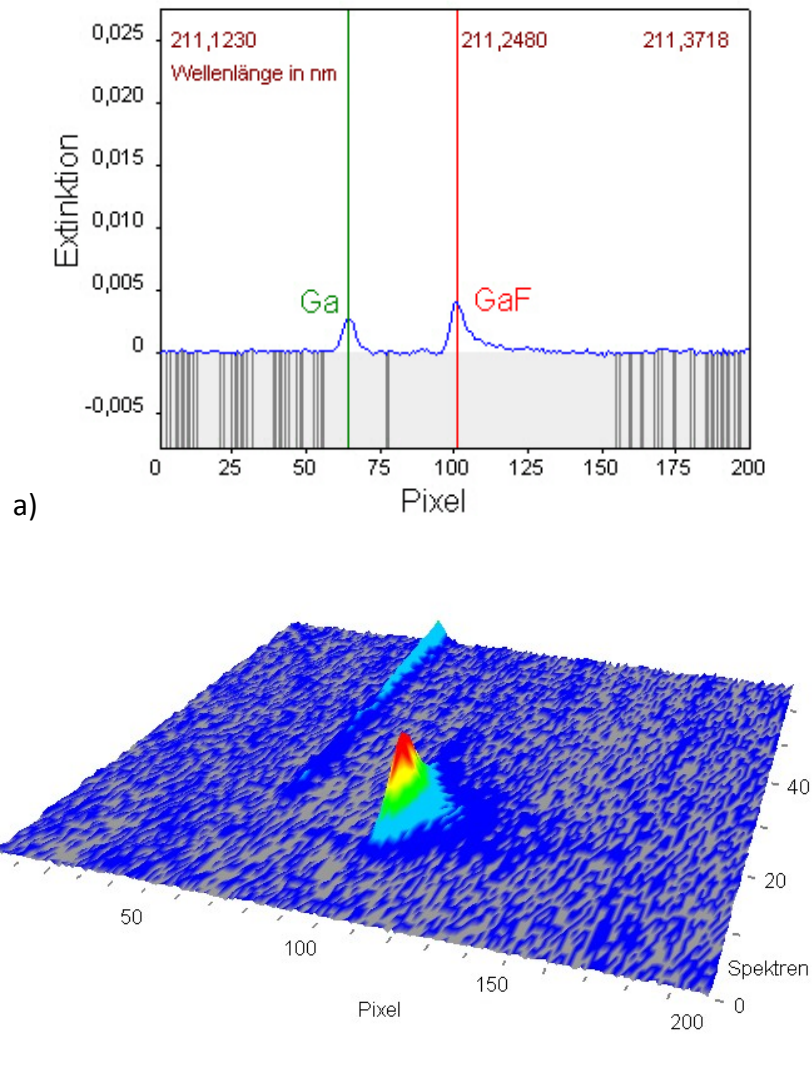 0,025
0,020
0,015
0,010
0,005
0
-0,005
Extinktion
211,1230
211,2480
211,3718
Wellenlänge in nm
Ga
GaF
0 25 50 75 100 125 150 175 200
Pixel
a)
40
20
0
Spektren
50
100
150
200
Pixel